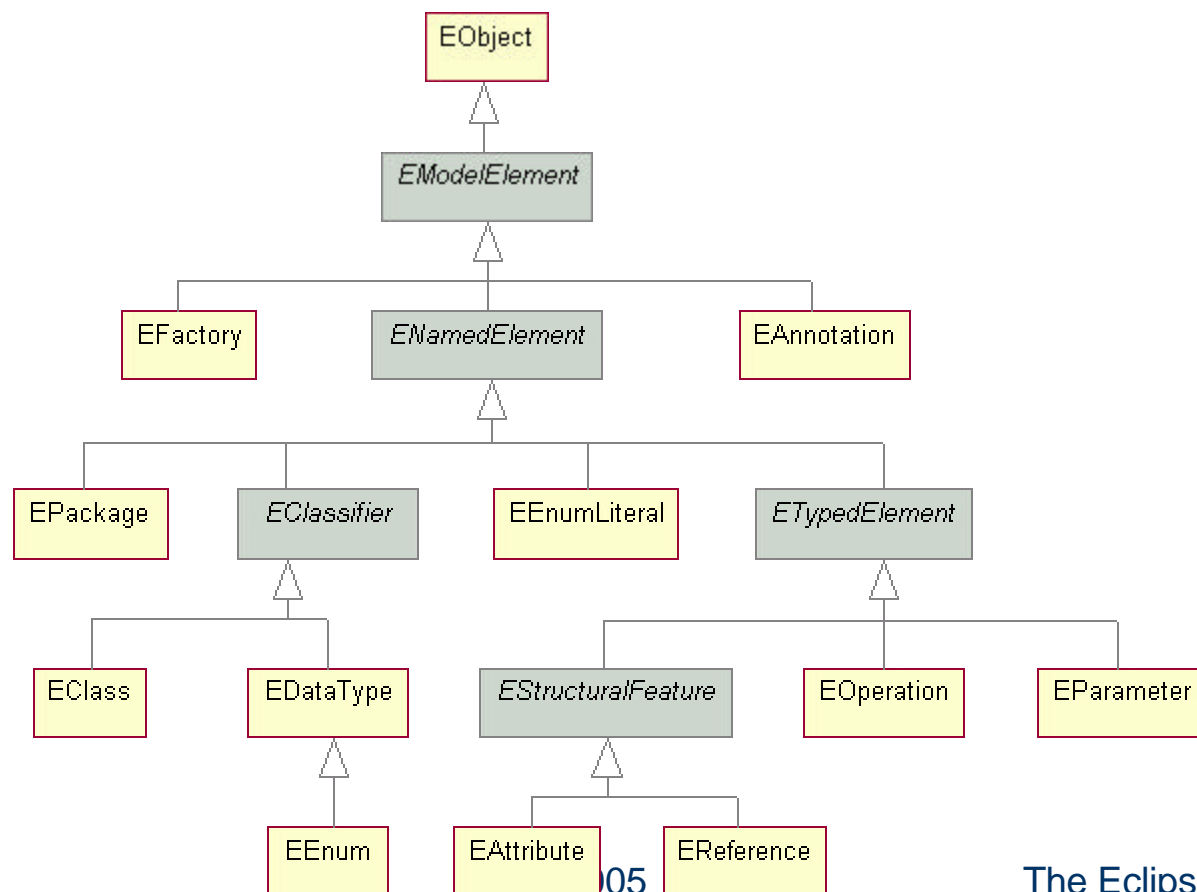 EObject
EModelElement
EFactory
ENamedElement
EAnnotation
EPackage
EClassifier
EEnumLiteral
ETypedElement
EClass
EDataType
EStructuralFeature
EOperation
EParameter
EEnum
EAttribute
EReference
005
The Eclips